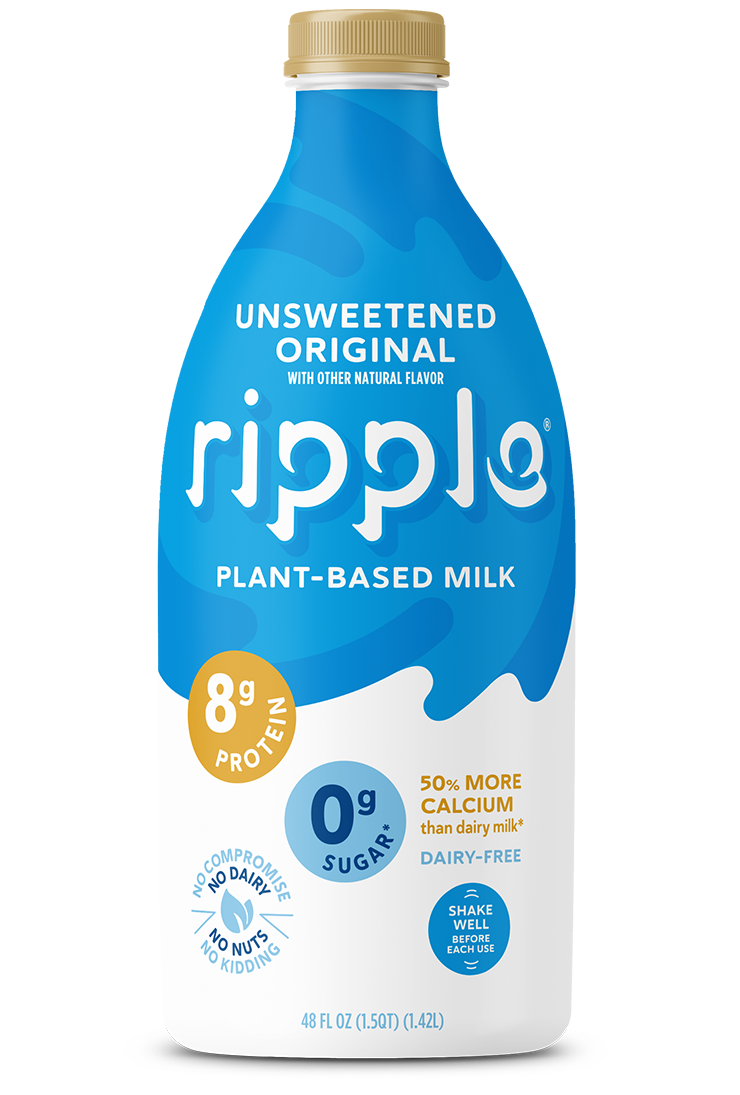 UNSWEETENED
ORIGINAL
WITH OTHER NATURAL FLAVOR
ripple®
PLANT-BASED MILK
8g
PROTEIN
0g
SUGAR*
50% MORE
CALCIUM
than dairy milk*
DAIRY-FREE
NO COMPROMISE
NO DAIRY
NO NUTS
NO KIDDING
SHAKE
WELL
BEFORE
EACH USE
48 FL OZ (1.5QT) (1.42L)